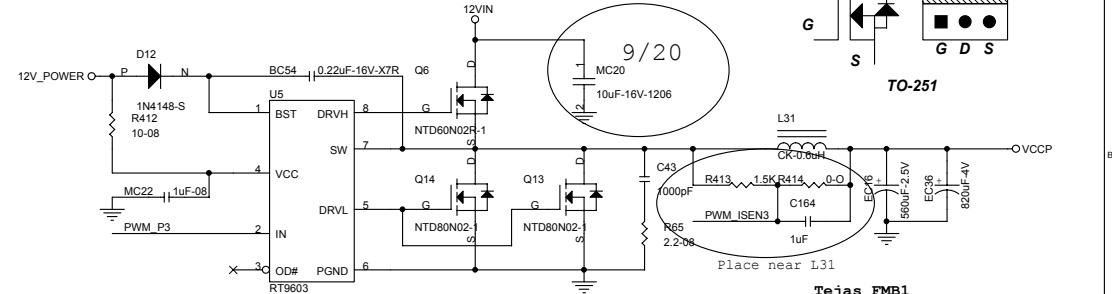 12VIN
G
S
G D S
TO-251
9/20
D12
12V_POWER
P
N
1N4148-S
BC54
0.22uF-16V-X7R
Q6
D
G
S
NTD60N02R-1
1
MC20
10uF-16V-1206
2
U5
R412
10-08
1
BST
DRVH
8
SW
7
4
VCC
DRVL
5
2
IN
3
OD#
PGND
6
RT9603
MC22
1uF-08
PWM_P3
Q14
D
G
S
NTD80N02-1
Q13
D
G
S
NTD80N02-1
C43
1000pF
R65
2.2-08
L31
CK-0.6uH
VCCP
R413
1.5K
R414
0-O
PWM_ISEN3
C164
1uF
Place near L31
EC16
+
560uF-2.5V
EC36
+
820uF-4V
B
Tejas FMB1